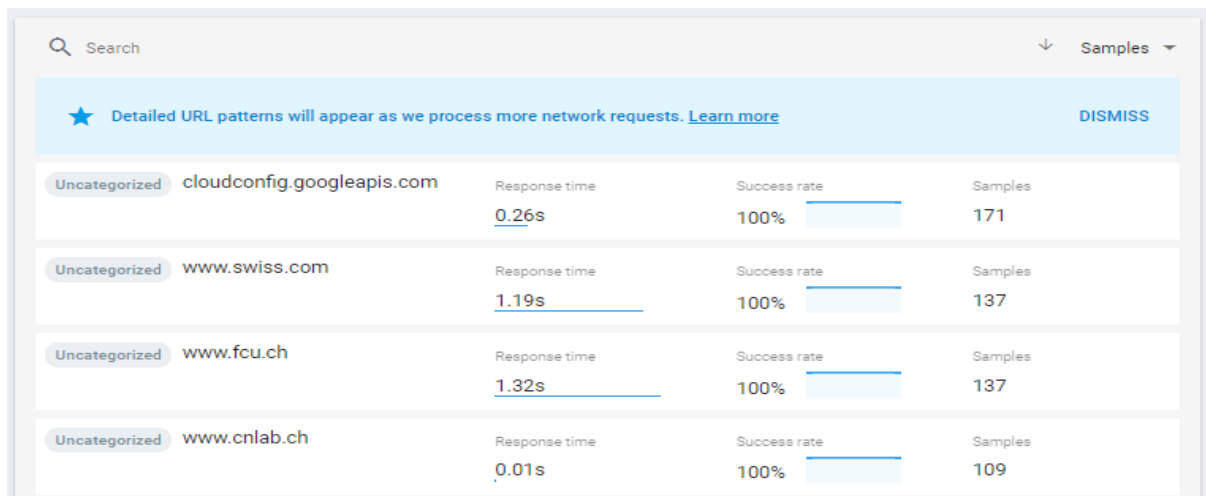 Search Samples
Detailed URL patterns will appear as we process more network requests. Learn more DISMISS
Uncategorized cloudconfig.googleapis.com Response time Success rate Samples
0.26s 100% 171
Uncategorized www.swiss.com Response time Success rate Samples
1.19s 100% 137
Uncategorized www.fcu.ch Response time Success rate Samples
1.32s 100% 137
Uncategorized www.cnlab.ch Response time Success rate Samples
0.01s 100% 109